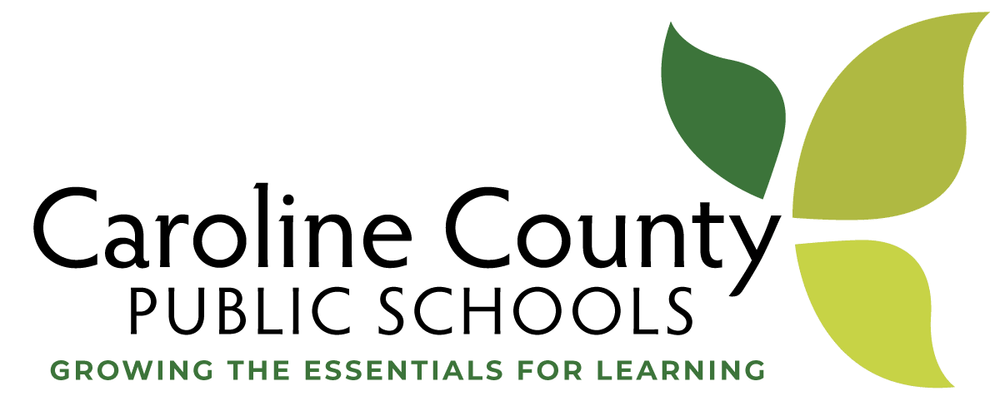 Caroline County
PUBLIC SCHOOLS
GROWING THE ESSENTIALS FOR LEARNING